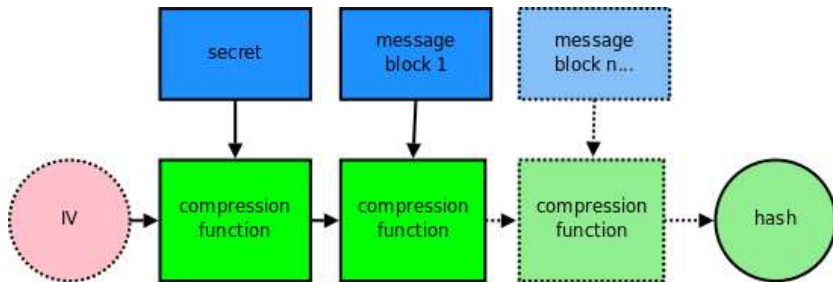 secret
message
block 1
message
block n...
IV
compression
function
compression
function
compression
function
hash